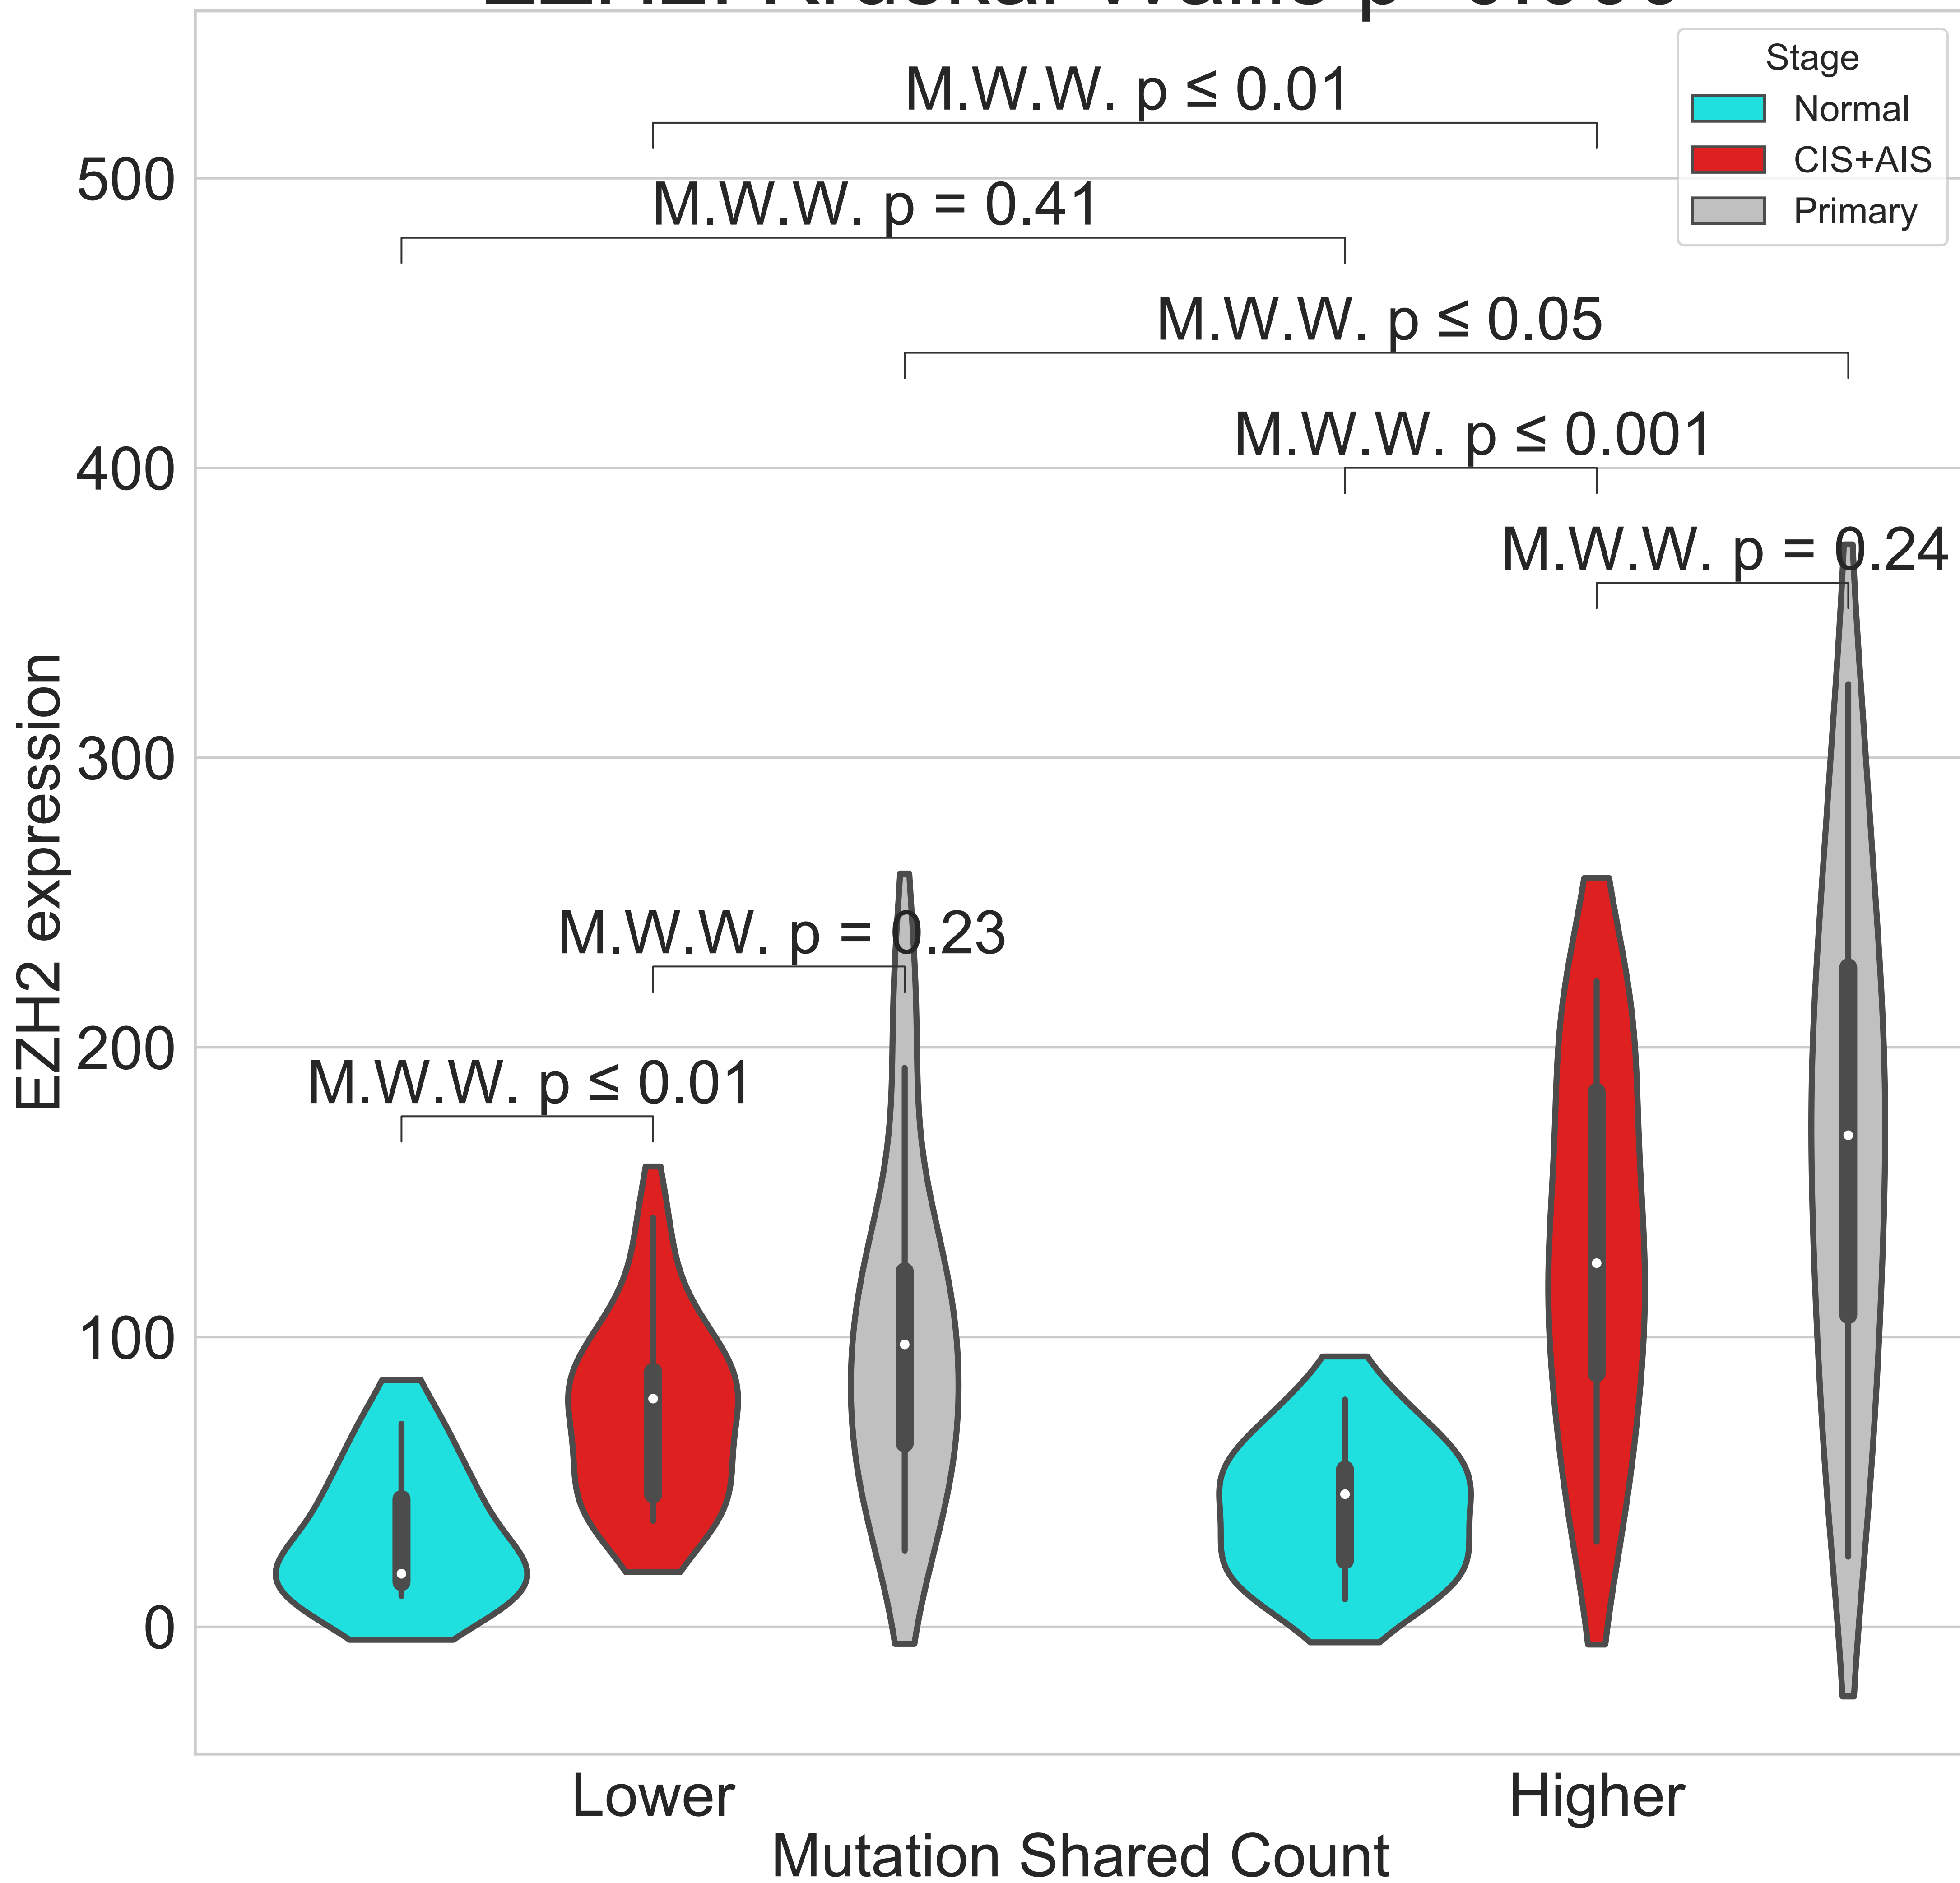 Stage
Normal
CIS+AIS
Primary
M.W.W. p ≤ 0.01
M.W.W. p = 0.41
M.W.W. p ≤ 0.05
M.W.W. p ≤ 0.001
M.W.W. p = 0.24
M.W.W. p = 0.23
M.W.W. p ≤ 0.01
500
400
300
200
100
0
EZH2 expression
Lower
Higher
Mutation Shared Count